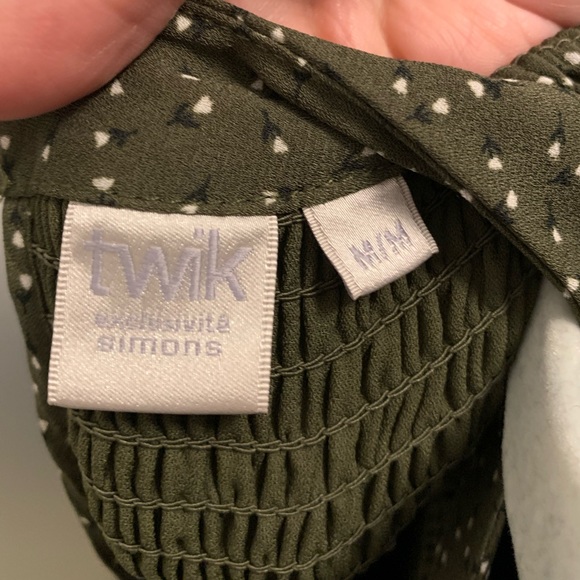 twik
exclusivité
simons
M/M